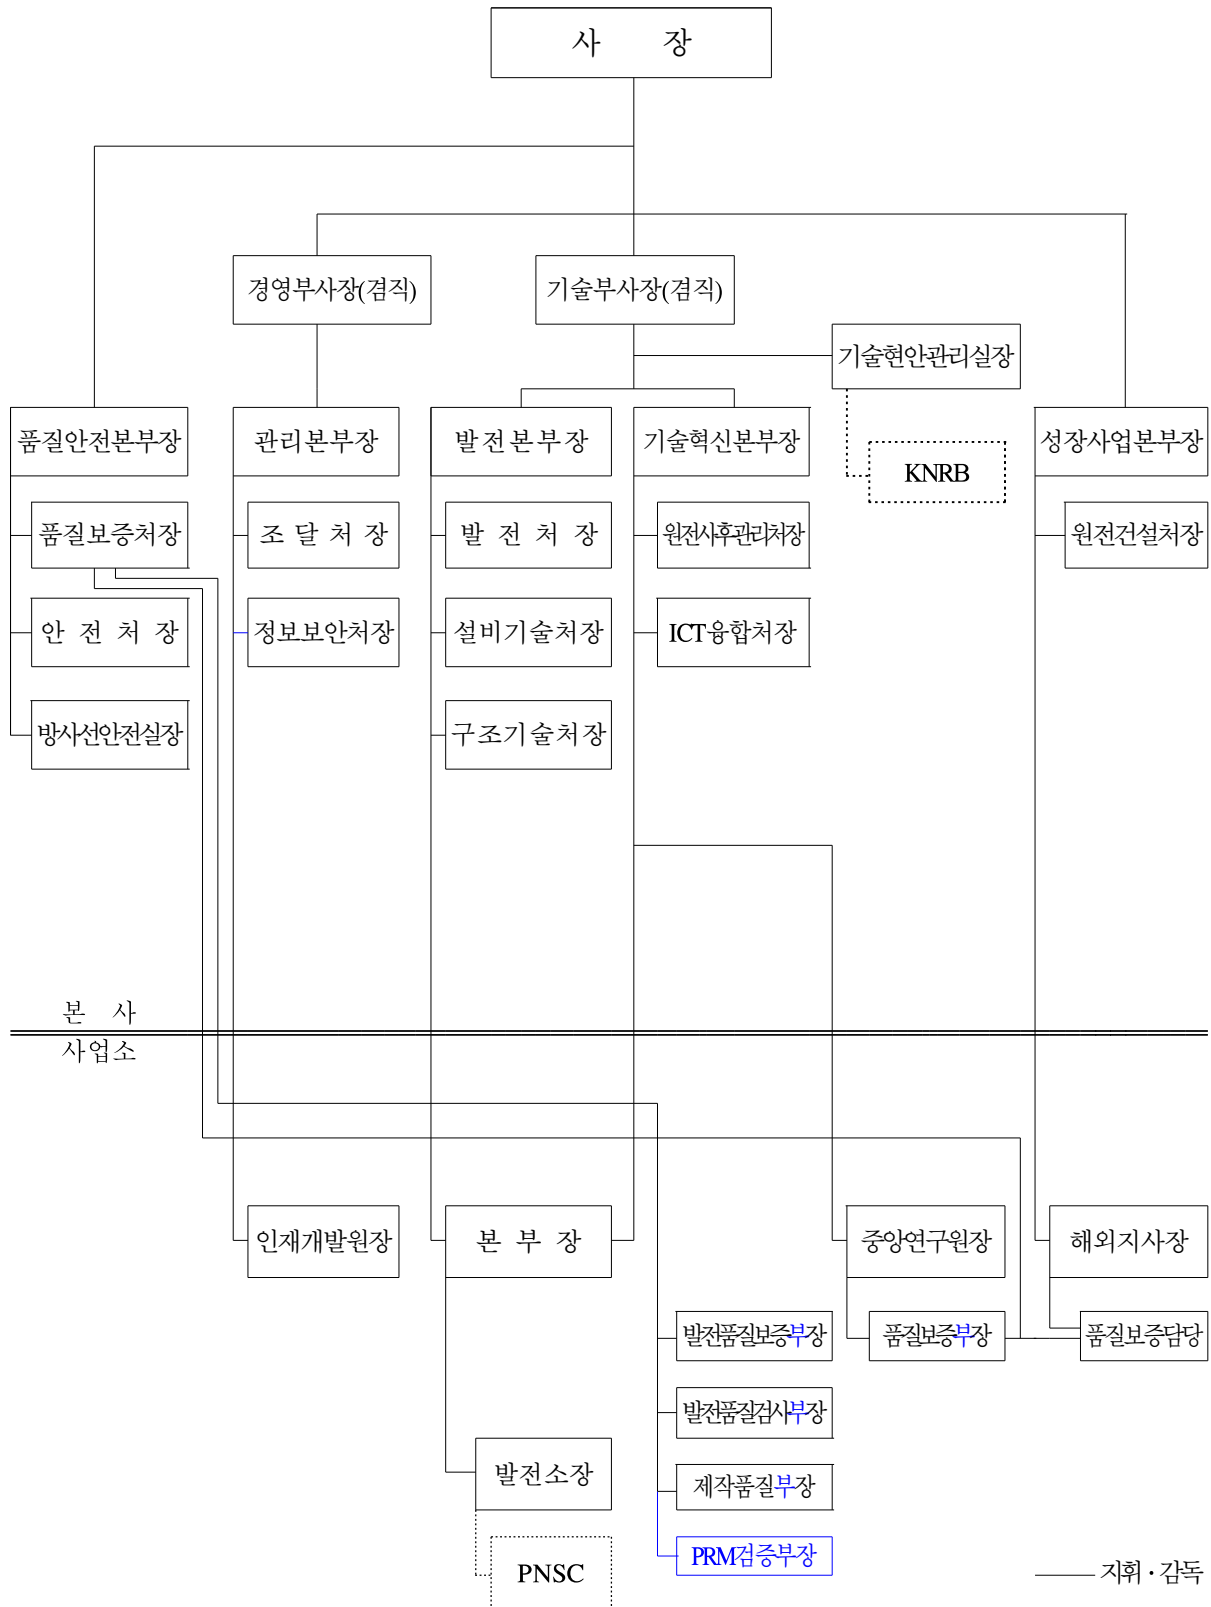 사 장
경영부사장(겸직)
기술부사장(겸직)
기술현안관리실장
품질안전본부장
관리본부장
발전본부장
기술혁신본부장
KNRB
성장사업본부장
품질보증처장
조 달 처 장
발 전 처 장
원전사후관리처장
원전건설처장
안 전 처 장
정보보안처장
설비기술처장
ICT융합처장
방사선안전실장
구조기술처장
본 사
사업소
인재개발원장
본 부 장
중앙연구원장
해외지사장
발전품질보증부장
품질보증부장
품질보증담당
발전품질검사부장
발전소장
제작품질부장
PRM검증부장
PNSC
지휘·감독